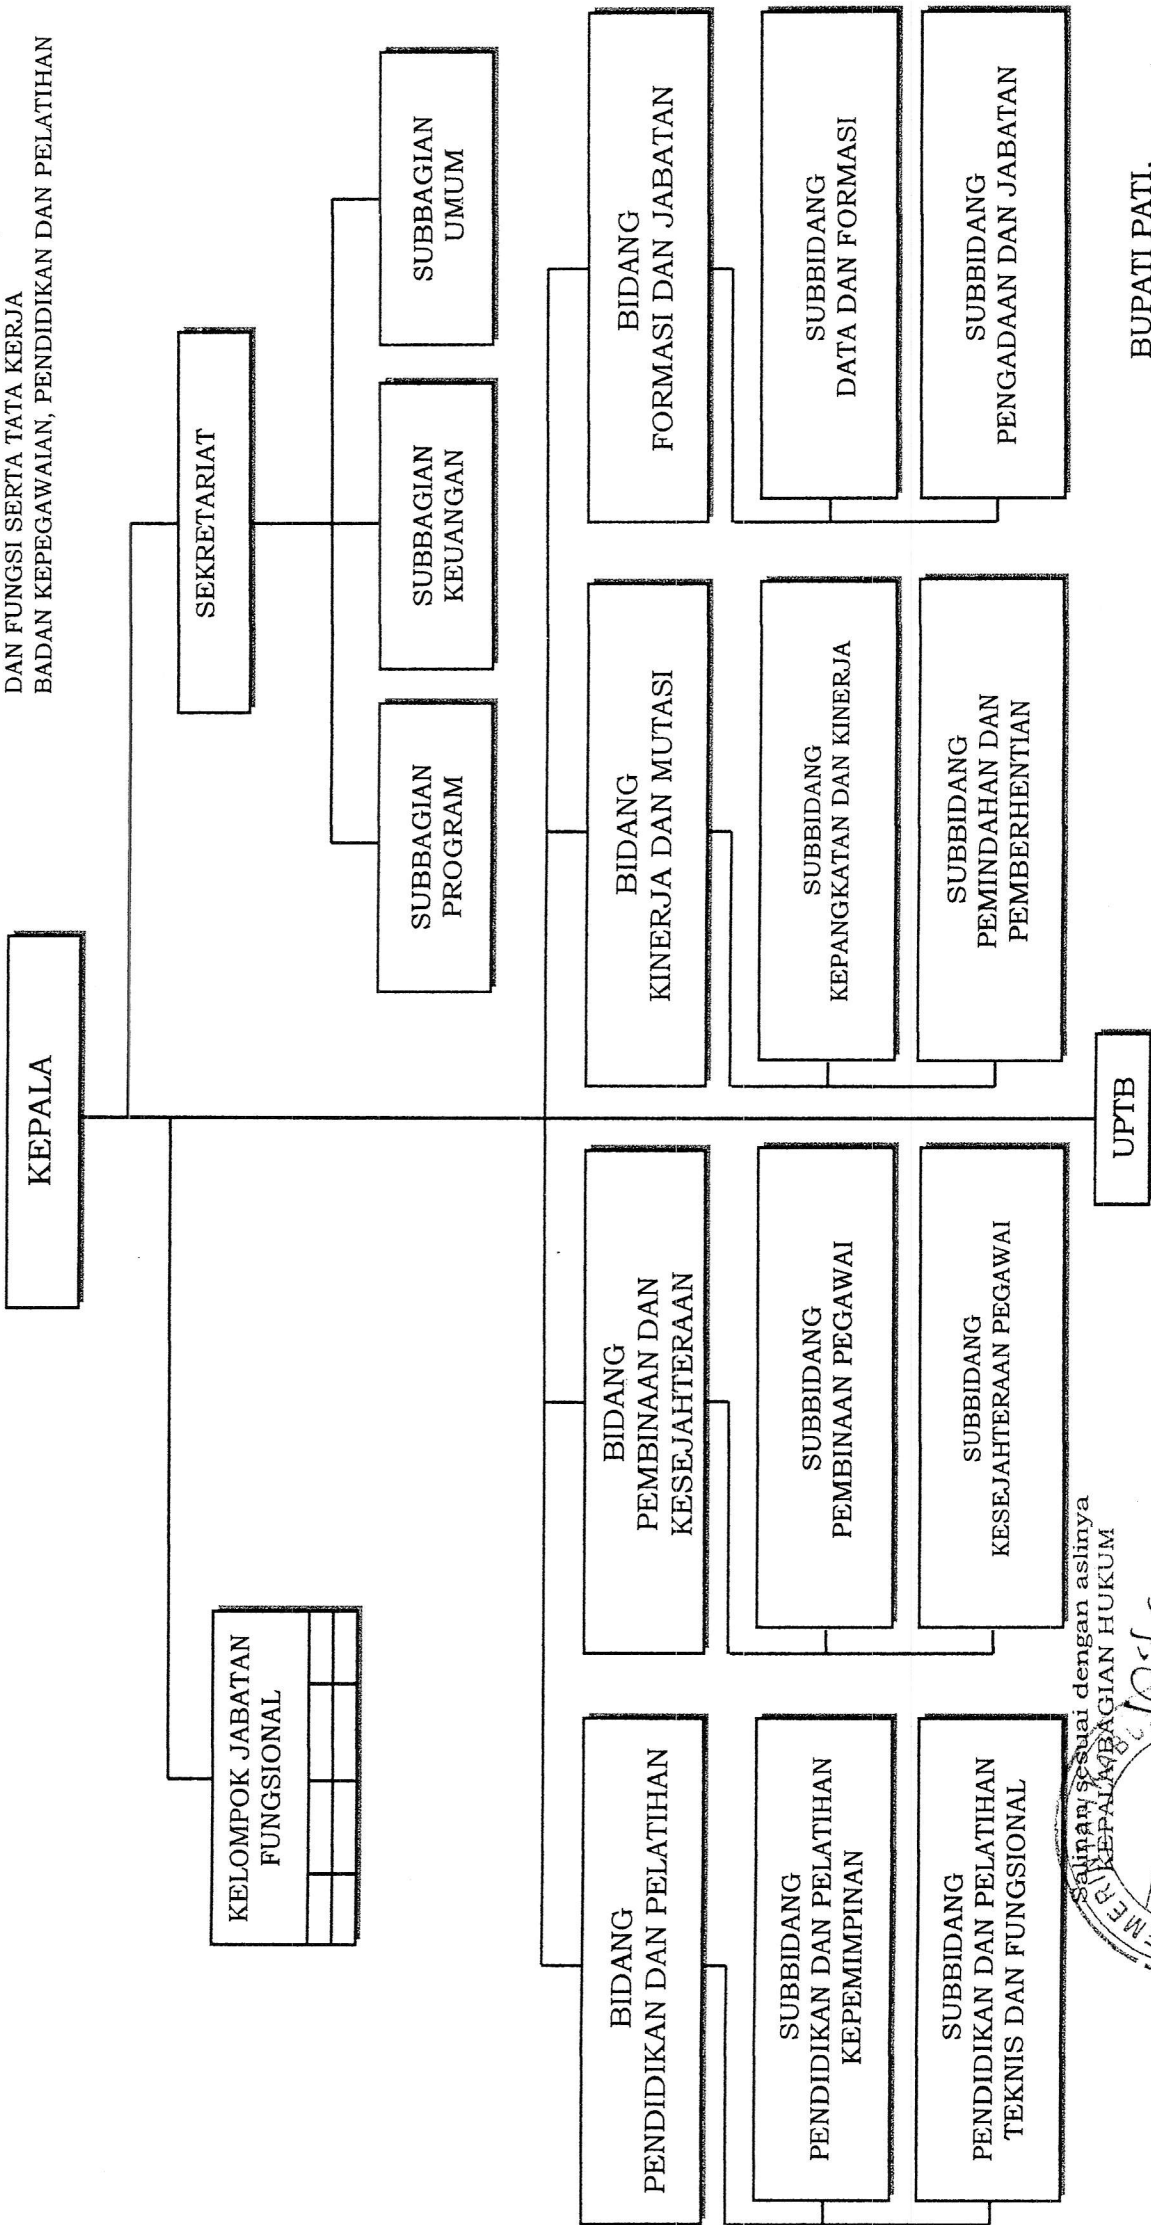 DAN FUNGSI SERTA TATA KERJA
BADAN KEPEGAWAIAN, PENDIDIKAN DAN PELATIHAN
KEPALA
SEKRETARIAT
KELOMPOK JABATAN
FUNGSIONAL
SUBBAGIAN
PROGRAM
SUBBAGIAN
KEUANGAN
SUBBAGIAN
UMUM
BIDANG
PENDIDIKAN DAN PELATIHAN
SUBBIDANG
PENDIDIKAN DAN PELATIHAN
KEPEMIMPINAN
SUBBIDANG
PENDIDIKAN DAN PELATIHAN
TEKNIS DAN FUNGSIONAL
BIDANG
PEMBINAAN DAN
KESEJAHTERAAN
SUBBIDANG
PEMBINAAN PEGAWAI
SUBBIDANG
KESEJAHTERAAN PEGAWAI
BIDANG
KINERJA DAN MUTASI
SUBBIDANG
KEPANGKATAN DAN KINERJA
SUBBIDANG
PEMINDAHAN DAN
PEMBERHENTIAN
BIDANG
FORMASI DAN JABATAN
SUBBIDANG
DATA DAN FORMASI
SUBBIDANG
PENGADAAN DAN JABATAN
UPTB
Salinan sesuai dengan aslinya
KEPALA BAGIAN HUKUM
BUPATI PATI,